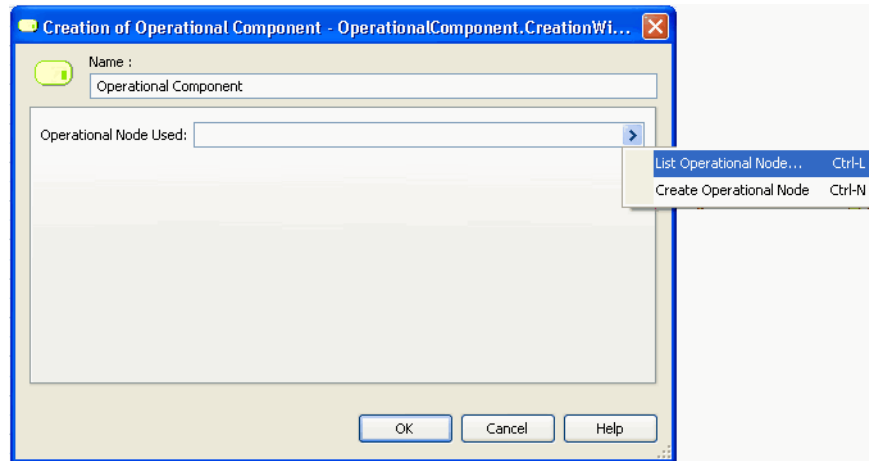 Creation of Operational Component - OperationalComponent.CreationWi...
Name :
Operational Component
Operational Node Used:
List Operational Node... Ctrl-L
Create Operational Node Ctrl-N
OK Cancel Help